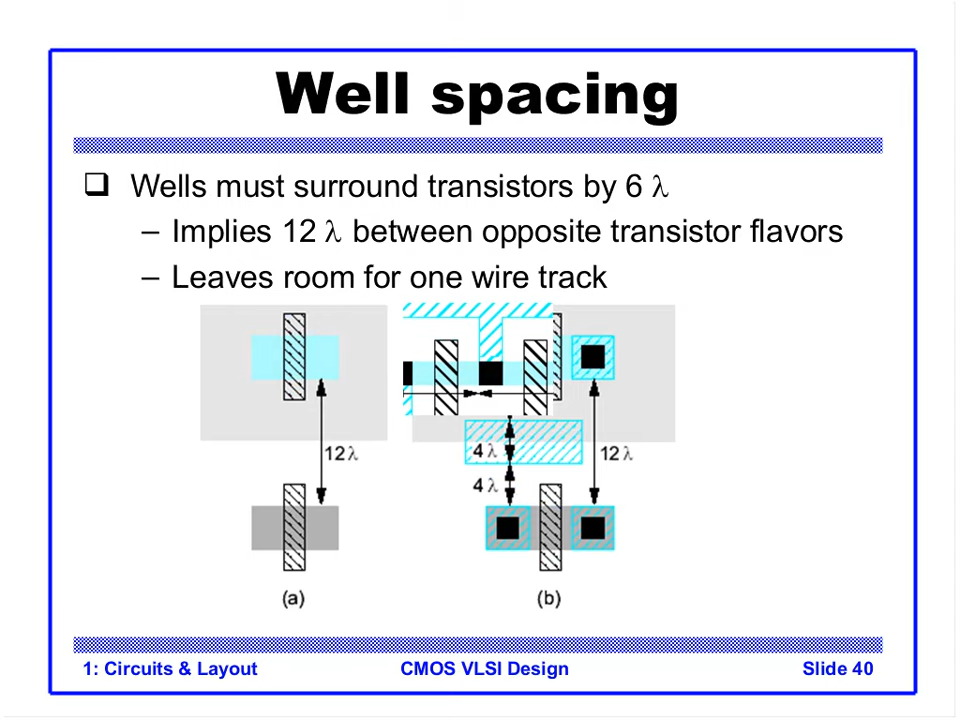 Well spacing
❑ Wells must surround transistors by 6 λ
– Implies 12 λ between opposite transistor flavors
– Leaves room for one wire track
4 λ
12 λ
12 λ
4 λ
(a)
(b)
1: Circuits & Layout
CMOS VLSI Design
Slide 40